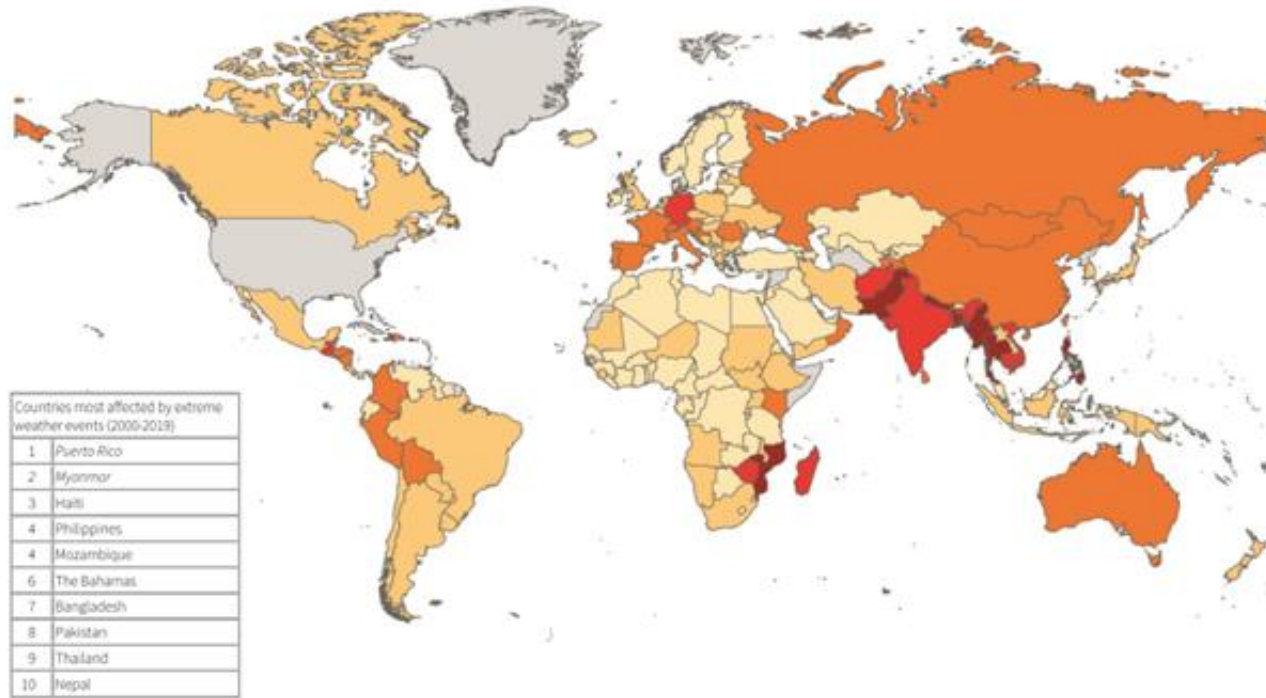 Countries most affected by extreme
weather events (2000-2019)
1 Puerto Rico
2 Myanmar
3 Haiti
4 Philippines
4 Mozambique
6 The Bahamas
7 Bangladesh
8 Pakistan
9 Thailand
10 Nepal